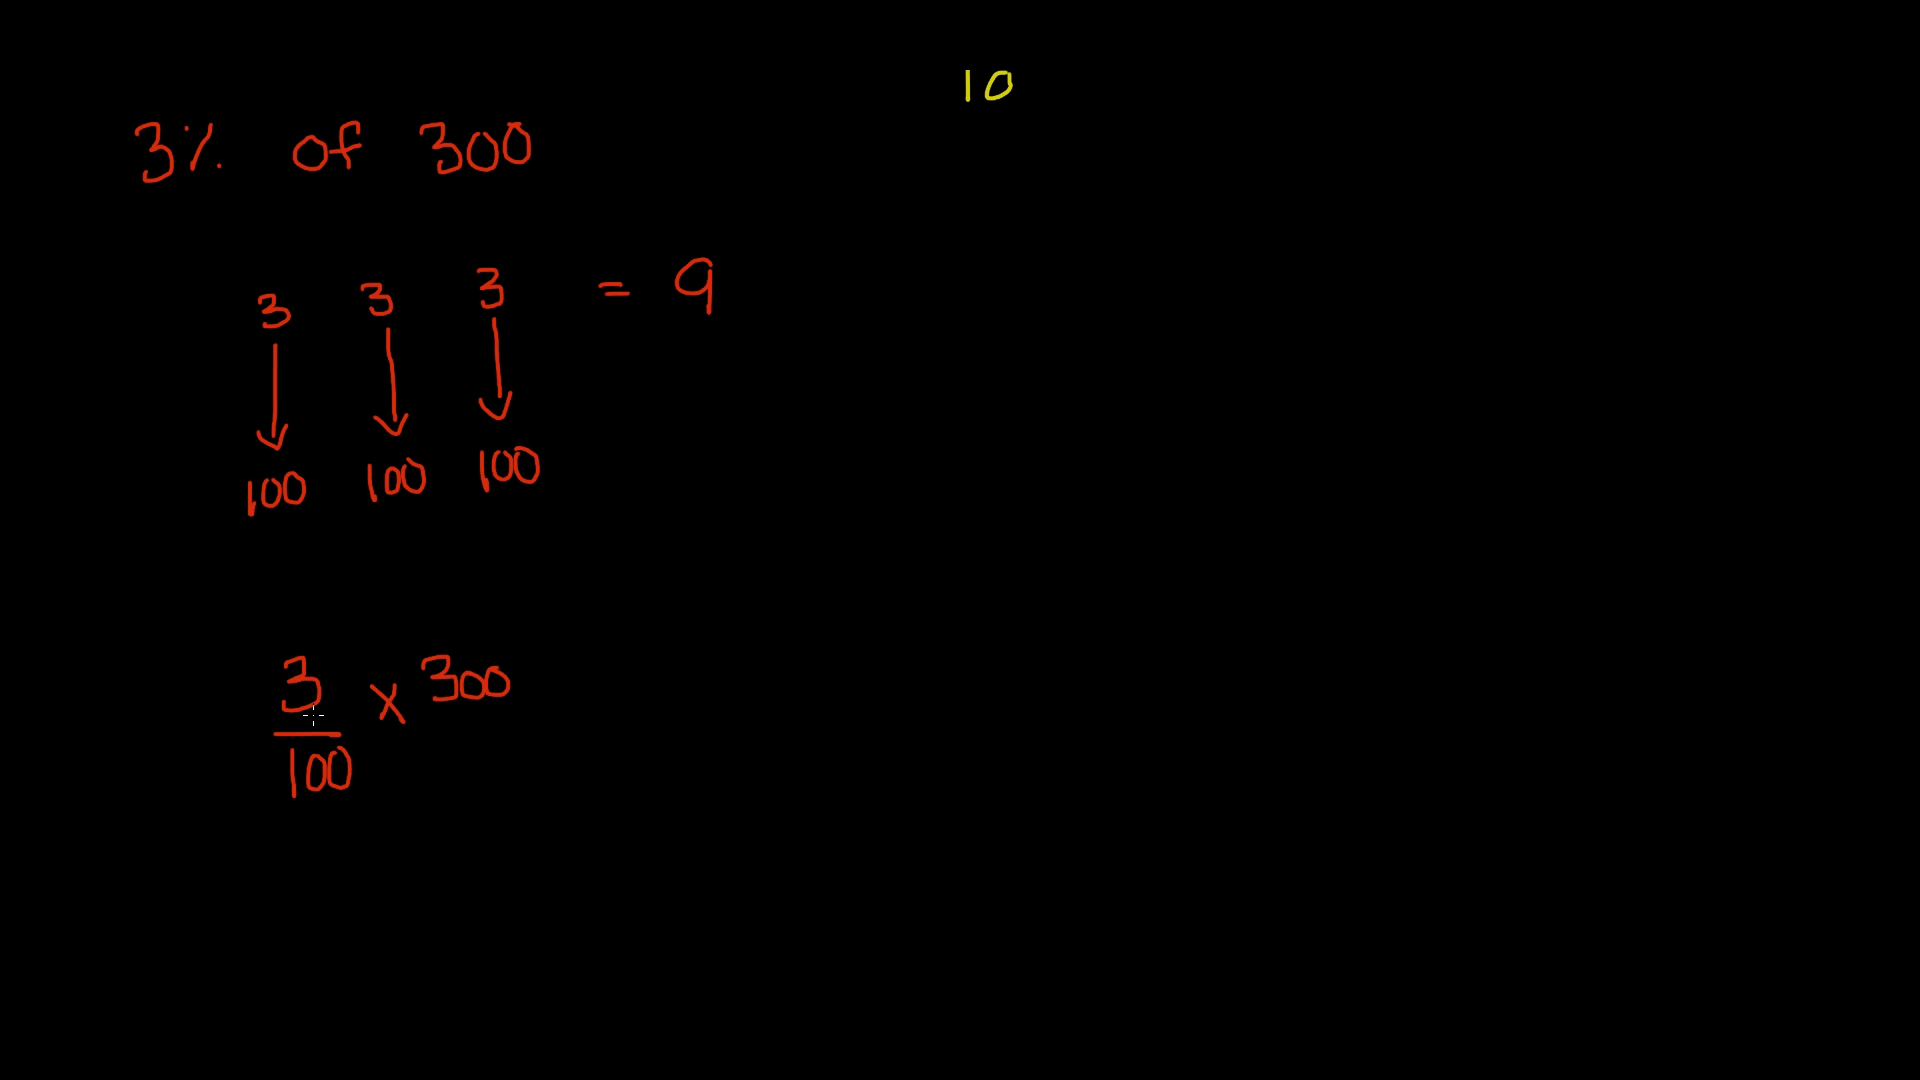 10
3% of 300
3 3 3 = 9
100 100 100
3 x 300
100